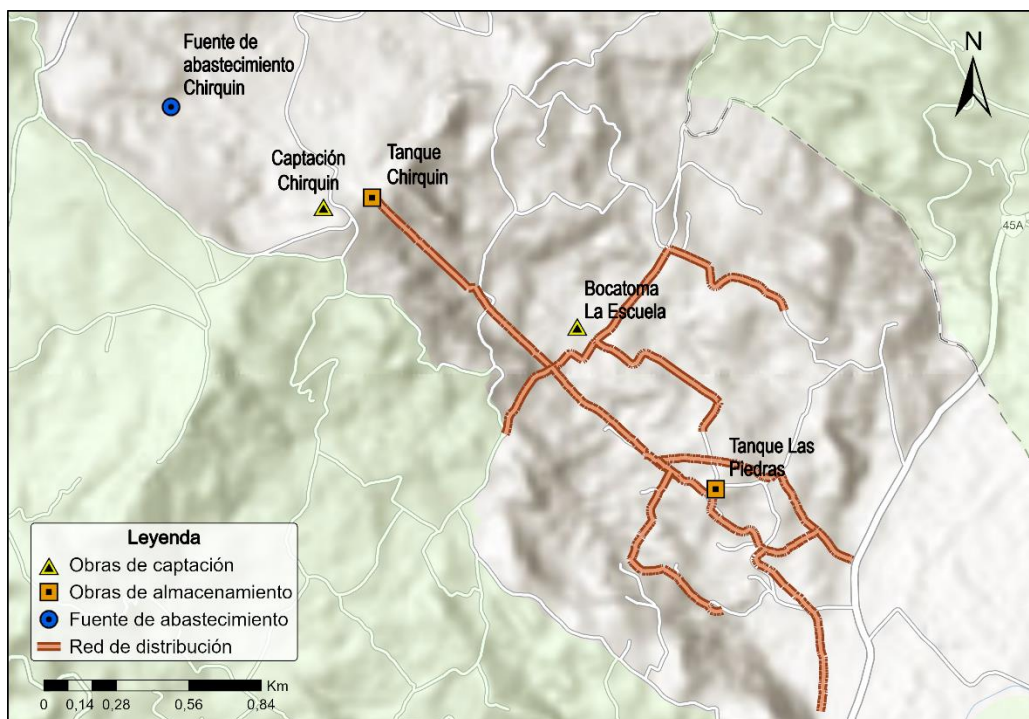 Fuente de
abastecimiento
Chirquin
N
Captación
Chirquin
Tanque
Chirquin
45A
Bocatoma
La Escuela
Tanque Las
Piedras
Leyenda
Obras de captación
Obras de almacenamiento
Fuente de abastecimiento
Red de distribución
Km
0 0,14 0,28 0,56 0,84